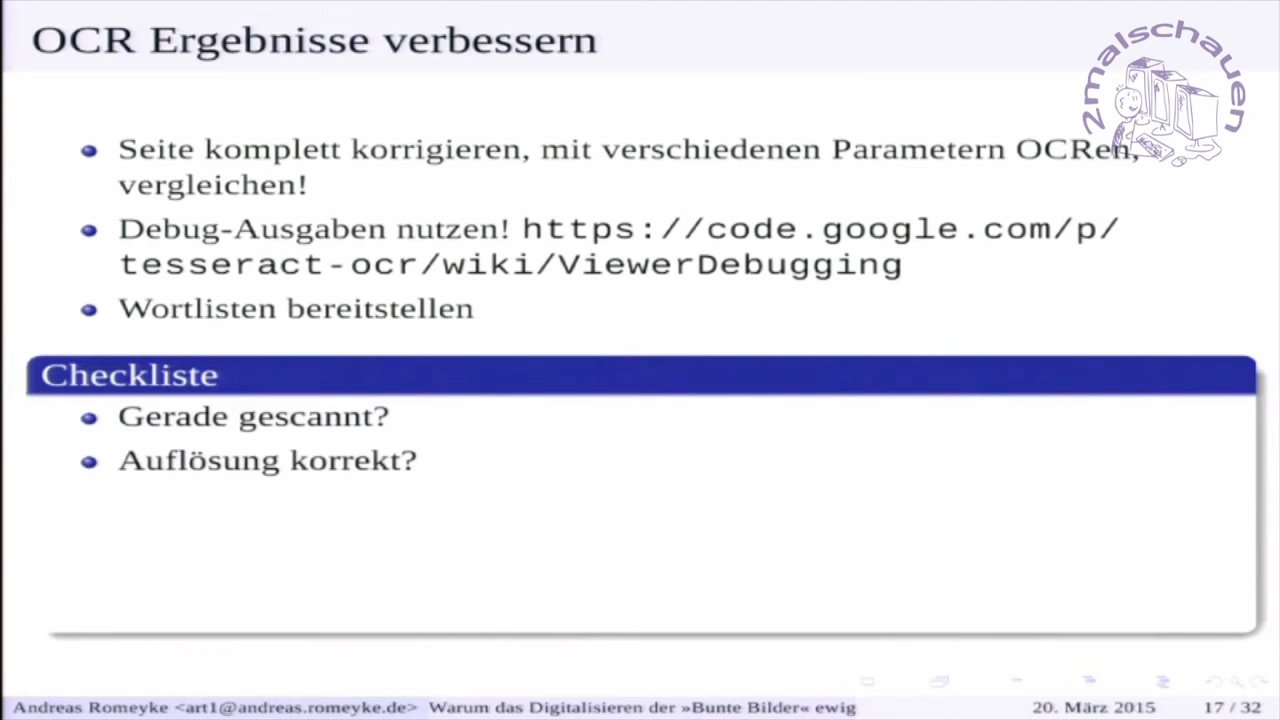 OCR Ergebnisse verbessern
2malschauen
Seite komplett korrigieren, mit verschiedenen Parametern OCRen,
vergleichen!
Debug-Ausgaben nutzen! https://code.google.com/p/
tesseract-ocr/wiki/ViewerDebugging
Wortlisten bereitstellen
Checkliste
Gerade gescannt?
Auflösung korrekt?
Andreas Romeyke <art1@andreas.romeyke.de> Warum das Digitalisieren der »Bunte Bilder« ewig 20. März 2015 17 / 32